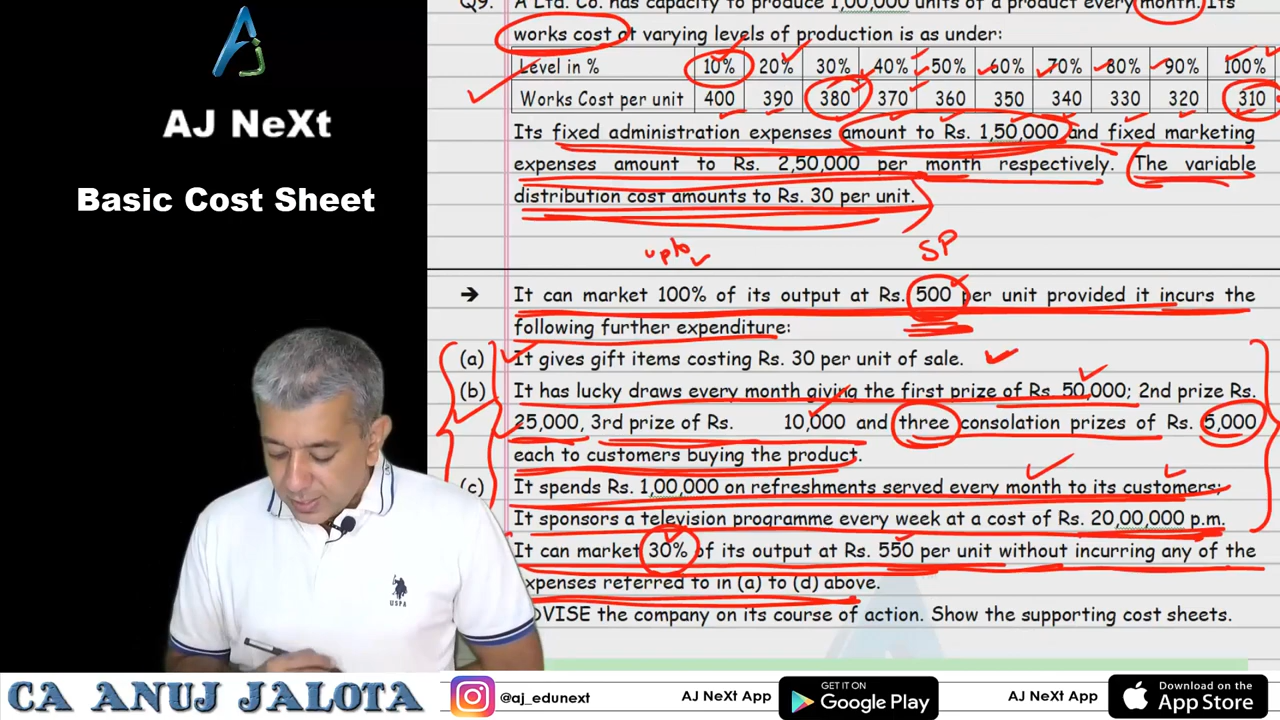 Q9. A Ltd. Co. has capacity to produce 1,00,000 units of a product every month. Its
works cost at varying levels of production is as under:
Level in % 10% 20% 30% 40% 50% 60% 70% 80% 90% 100%
Works Cost per unit 400 390 380 370 360 350 340 330 320 310
Its fixed administration expenses amount to Rs. 1,50,000 and fixed marketing
expenses amount to Rs. 2,50,000 per month respectively. The variable
distribution cost amounts to Rs. 30 per unit.
upto SP
→ It can market 100% of its output at Rs. 500 per unit provided it incurs the
following further expenditure:
(a) It gives gift items costing Rs. 30 per unit of sale.
(b) It has lucky draws every month giving the first prize of Rs. 50,000; 2nd prize Rs.
25,000, 3rd prize of Rs. 10,000 and three consolation prizes of Rs. 5,000
each to customers buying the product.
(c) It spends Rs. 1,00,000 on refreshments served every month to its customers;
It sponsors a television programme every week at a cost of Rs. 20,00,000 p.m.
It can market 30% of its output at Rs. 550 per unit without incurring any of the
expenses referred to in (a) to (d) above.
ADVISE the company on its course of action. Show the supporting cost sheets.
AJ
AJ NeXt
Basic Cost Sheet
USPA
CA ANUJ JALOTA
@aj_edunext
AJ NeXt App
GET IT ON
Google Play
AJ NeXt App
Download on the
App Store